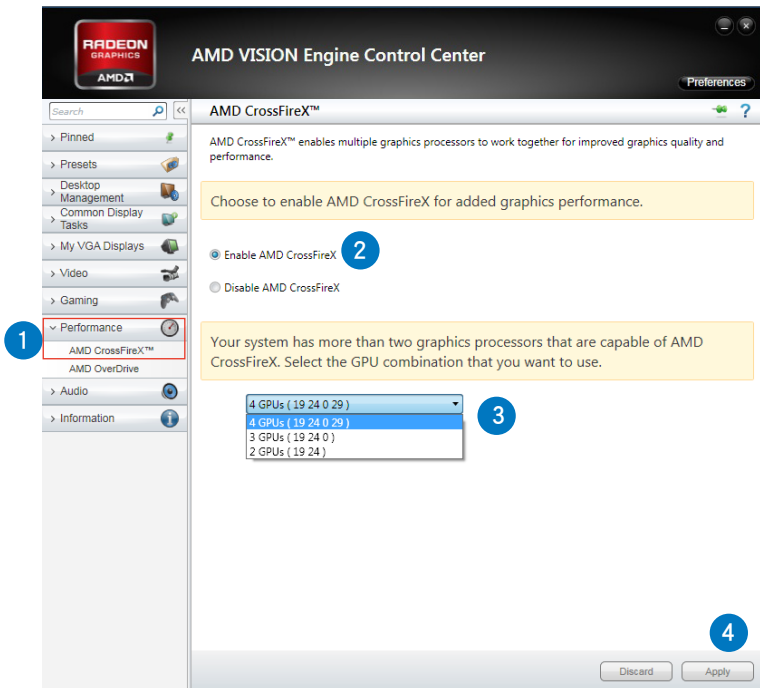 RADEON
GRAPHICS
AMD
AMD VISION Engine Control Center
Preferences
Search
AMD CrossFireX™
?
> Pinned
> Presets
> Desktop
Management
> Common Display
Tasks
> My VGA Displays
> Video
> Gaming
1
Performance
AMD CrossFireX™
AMD OverDrive
> Audio
> Information
AMD CrossFireX™ enables multiple graphics processors to work together for improved graphics quality and
performance.
Choose to enable AMD CrossFireX for added graphics performance.
Enable AMD CrossFireX
2
Disable AMD CrossFireX
Your system has more than two graphics processors that are capable of AMD
CrossFireX. Select the GPU combination that you want to use.
4 GPUs ( 19 24 0 29 )
3
4 GPUs ( 19 24 0 29 )
3 GPUs ( 19 24 0 )
2 GPUs ( 19 24 )
4
Discard
Apply